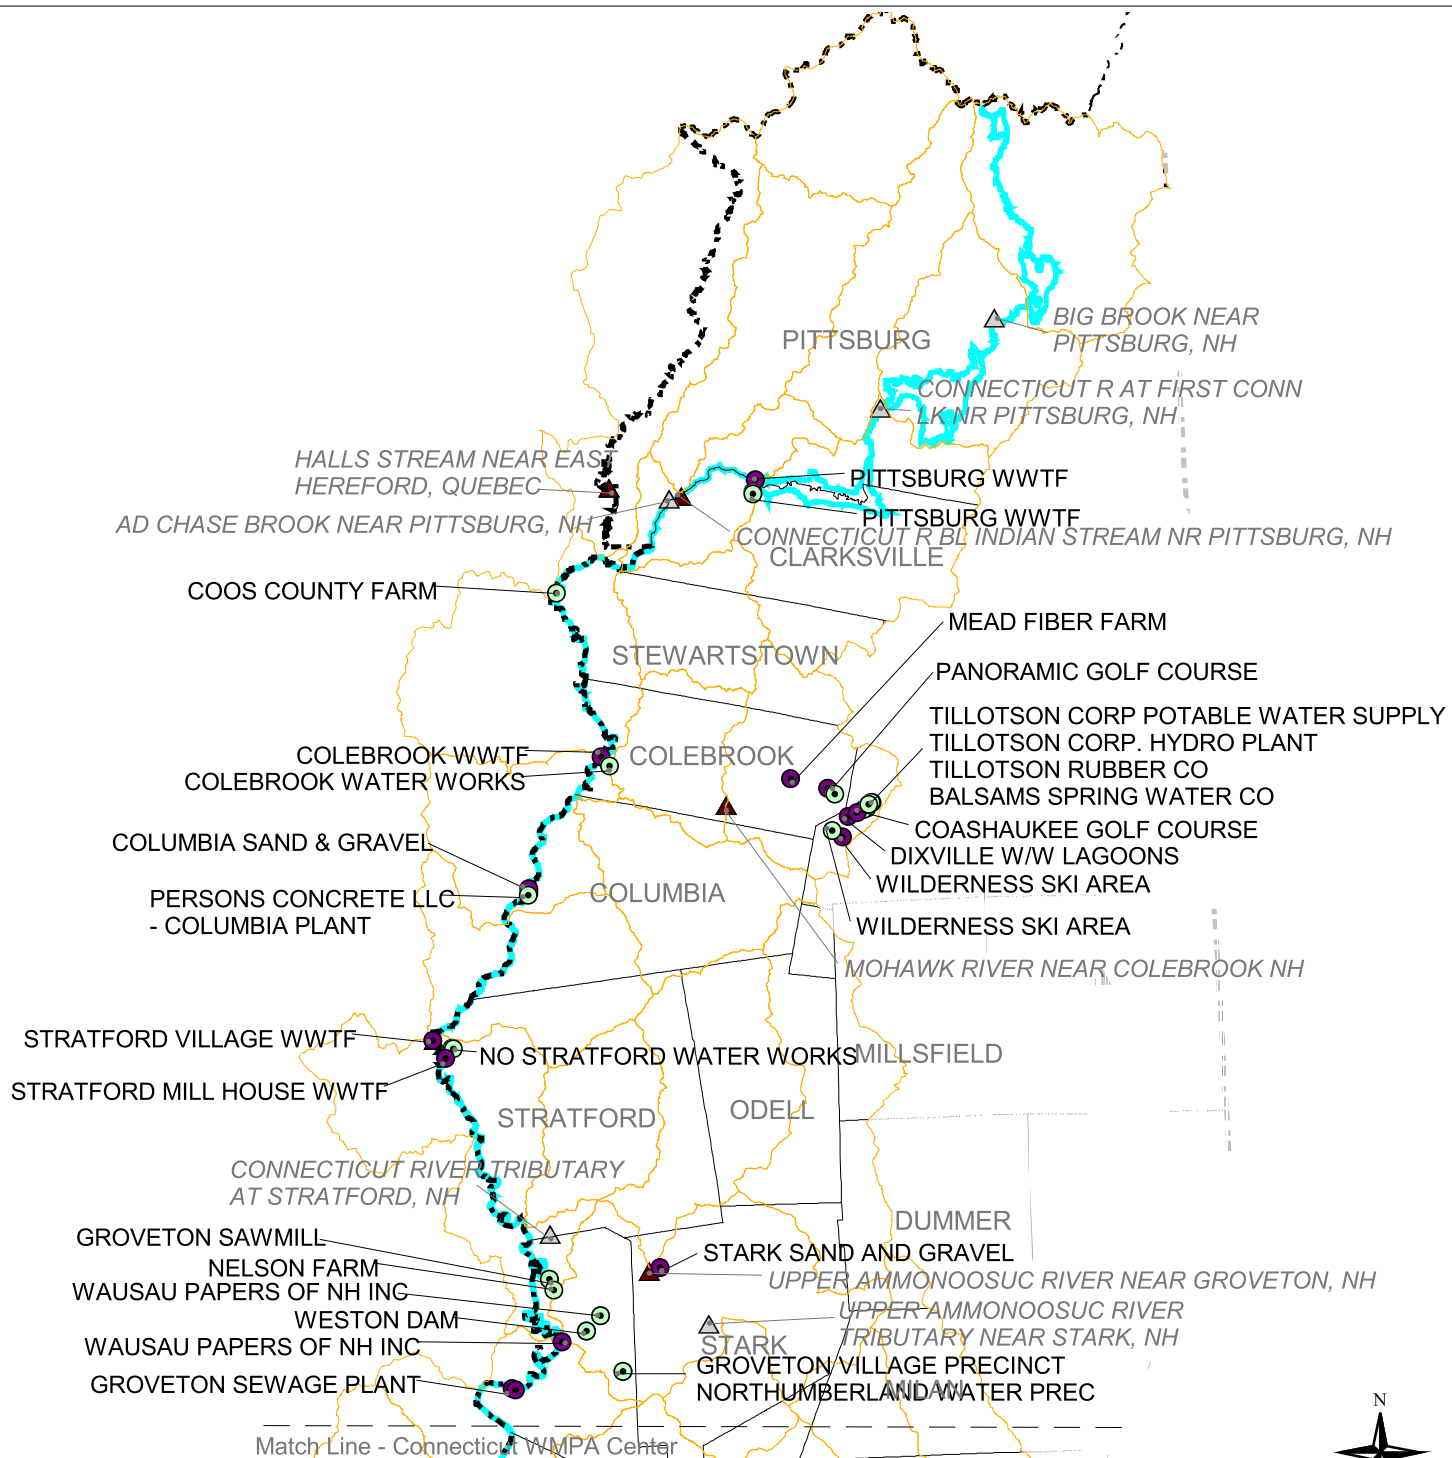 BIG BROOK NEAR
PITTSBURG, NH
PITTSBURG
CONNECTICUT R AT FIRST CONN
LK NR PITTSBURG, NH
HALLS STREAM NEAR EAST
HEREFORD, QUEBEC
PITTSBURG WWTF
AD CHASE BROOK NEAR PITTSBURG, NH
PITTSBURG WWTF
CONNECTICUT R BL INDIAN STREAM NR PITTSBURG, NH
CLARKSVILLE
COOS COUNTY FARM
MEAD FIBER FARM
STEWARTSTOWN
PANORAMIC GOLF COURSE
TILLOTSON CORP POTABLE WATER SUPPLY
TILLOTSON CORP. HYDRO PLANT
TILLOTSON RUBBER CO
BALSAMS SPRING WATER CO
COLEBROOK WWTF
COLEBROOK
COLEBROOK WATER WORKS
COASHAUKEE GOLF COURSE
DIXVILLE W/W LAGOONS
WILDERNESS SKI AREA
WILDERNESS SKI AREA
COLUMBIA SAND & GRAVEL
PERSONS CONCRETE LLC
- COLUMBIA PLANT
COLUMBIA
MOHAWK RIVER NEAR COLEBROOK NH
STRATFORD VILLAGE WWTF
NO STRATFORD WATER WORKS
MILLSFIELD
STRATFORD MILL HOUSE WWTF
STRATFORD
ODELL
CONNECTICUT RIVER TRIBUTARY
AT STRATFORD, NH
DUMMER
GROVETON SAWMILL
STARK SAND AND GRAVEL
NELSON FARM
UPPER AMMONOOSUC RIVER NEAR GROVETON, NH
WAUSAU PAPERS OF NH INC
WESTON DAM
UPPER AMMONOOSUC RIVER
TRIBUTARY NEAR STARK, NH
WAUSAU PAPERS OF NH INC
STARK
GROVETON VILLAGE PRECINCT
NORTHUMBERLAND WATER PREC
MILAN
GROVETON SEWAGE PLANT
N
Match Line - Connecticut WMPA Center